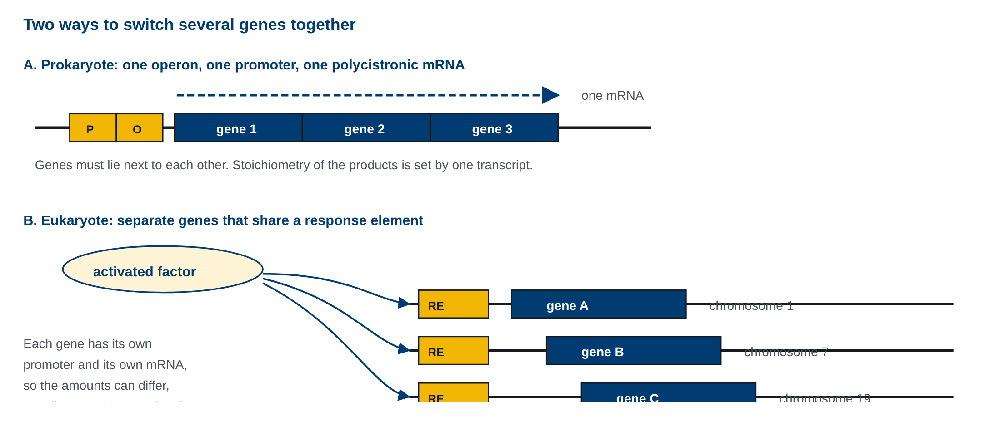 Two ways to switch several genes together
A. Prokaryote: one operon, one promoter, one polycistronic mRNA
one mRNA
P O gene 1 gene 2 gene 3
Genes must lie next to each other. Stoichiometry of the products is set by one transcript.
B. Eukaryote: separate genes that share a response element
activated factor
RE gene A chromosome 1
RE gene B chromosome 7
RE gene C chromosome 19
Each gene has its own
promoter and its own mRNA,
so the amounts can differ,